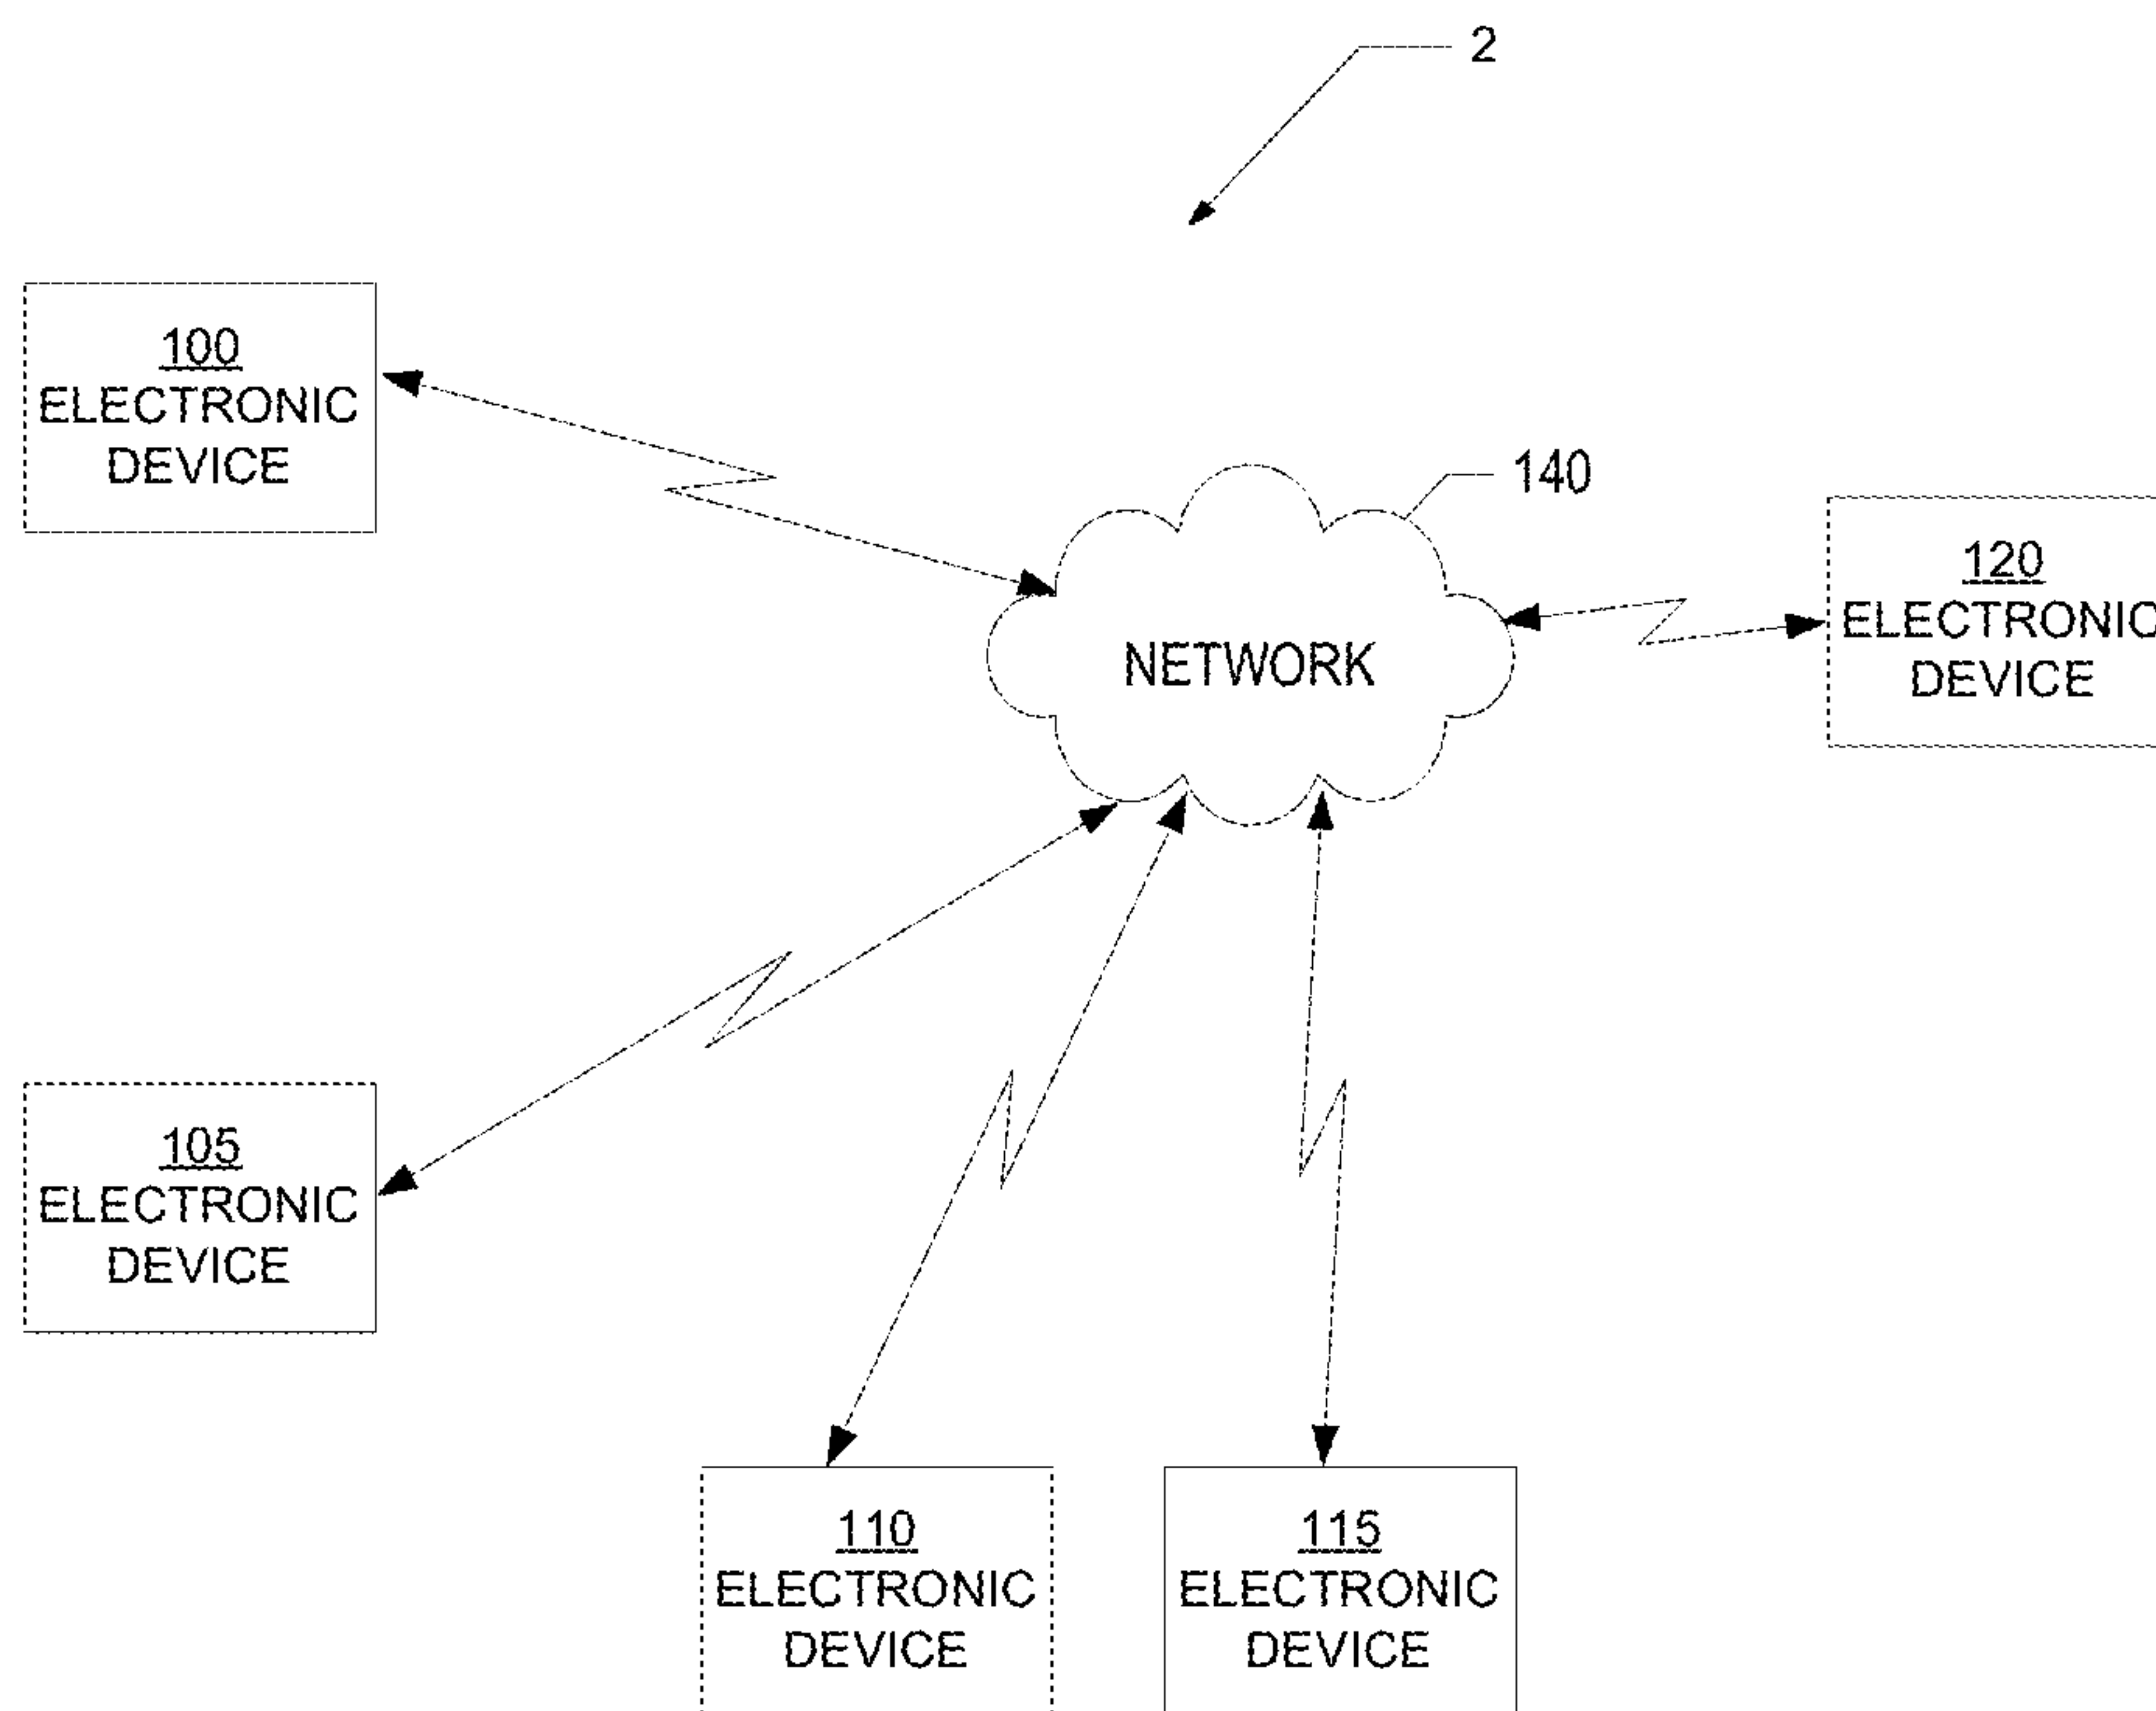 2
100
ELECTRONIC
DEVICE
140
NETWORK
120
ELECTRONIC
DEVICE
105
ELECTRONIC
DEVICE
110
ELECTRONIC
DEVICE
115
ELECTRONIC
DEVICE